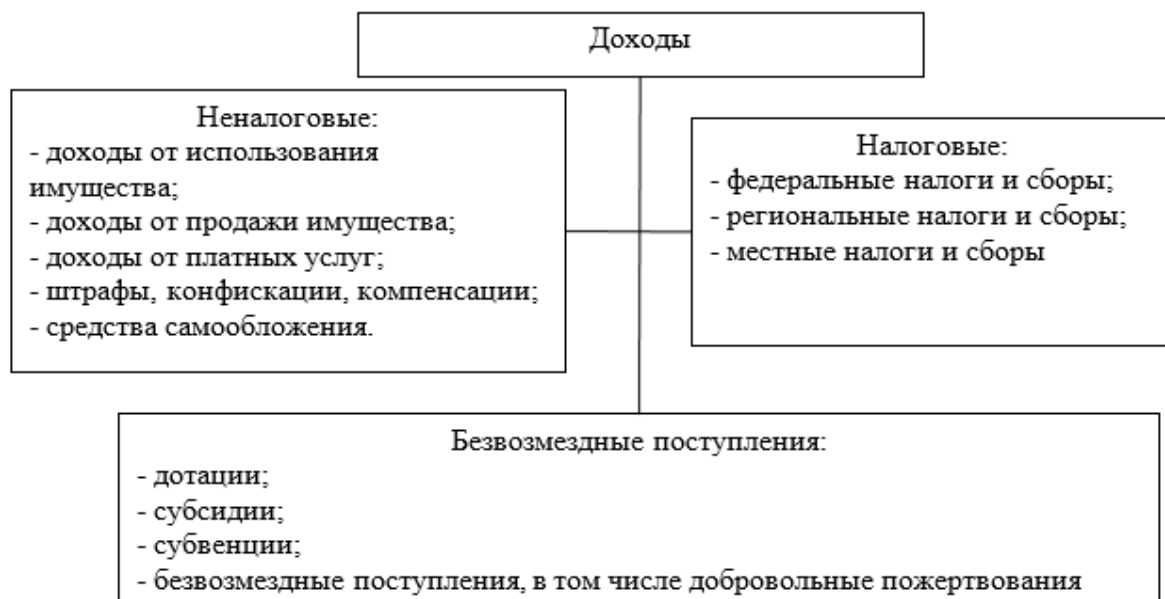 Доходы
Неналоговые:
- доходы от использования
имущества;
- доходы от продажи имущества;
- доходы от платных услуг;
- штрафы, конфискации, компенсации;
- средства самообложения.
Налоговые:
- федеральные налоги и сборы;
- региональные налоги и сборы;
- местные налоги и сборы
Безвозмездные поступления:
- дотации;
- субсидии;
- субвенции;
- безвозмездные поступления, в том числе добровольные пожертвования